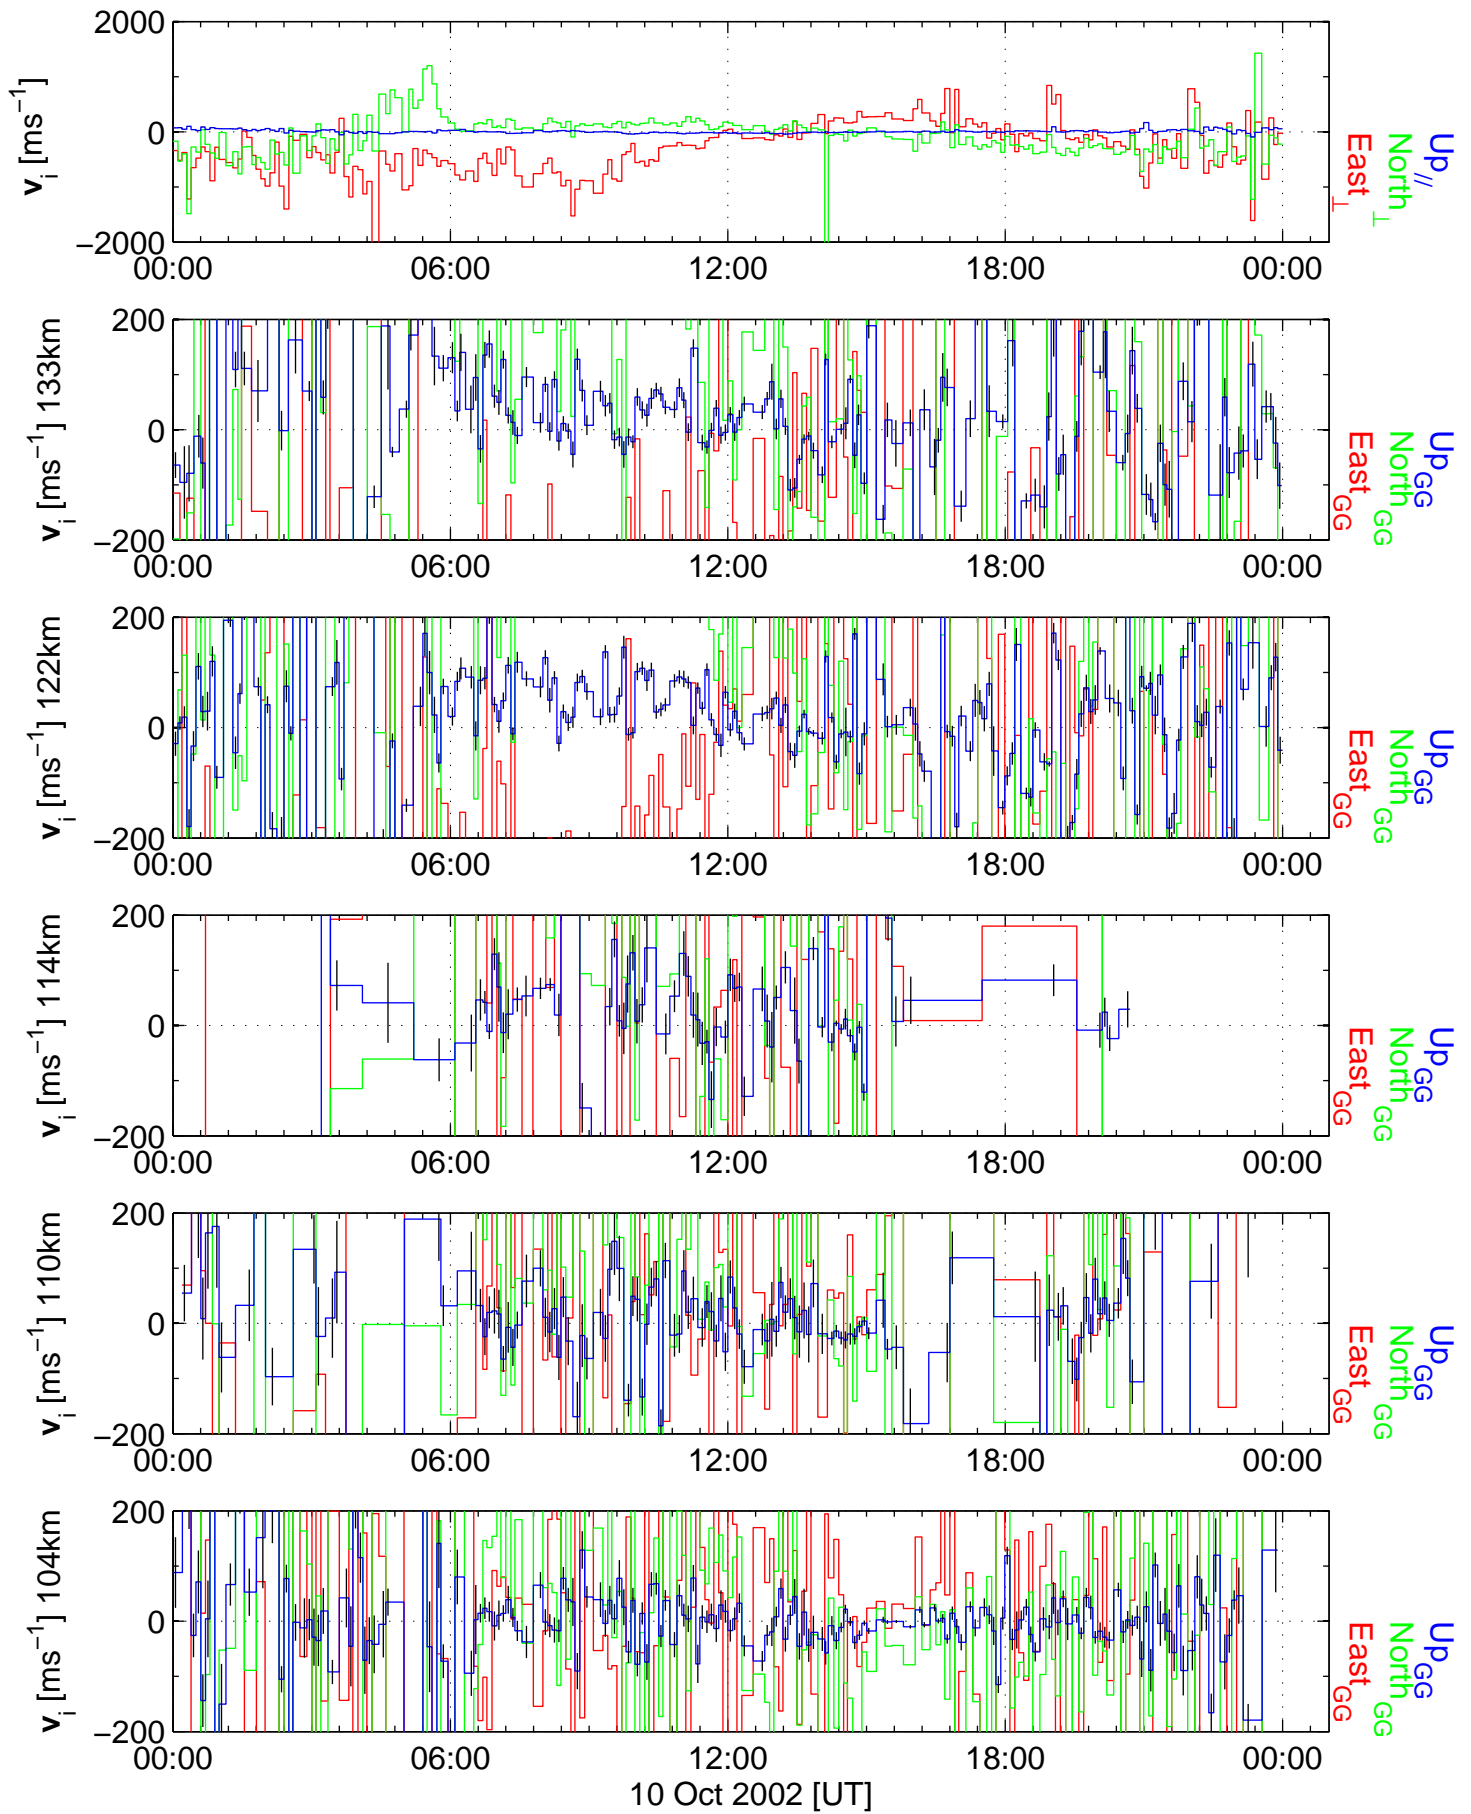 2000
0
−2000
v_i [ms^−1]
00:00 06:00 12:00 18:00 00:00
East_⊥
North_⊥
Up_//
200
0
−200
v_i [ms^−1] 133km
00:00 06:00 12:00 18:00 00:00
East_GG
North_GG
Up_GG
200
0
−200
v_i [ms^−1] 122km
00:00 06:00 12:00 18:00 00:00
East_GG
North_GG
Up_GG
200
0
−200
v_i [ms^−1] 114km
00:00 06:00 12:00 18:00 00:00
East_GG
North_GG
Up_GG
200
0
−200
v_i [ms^−1] 110km
00:00 06:00 12:00 18:00 00:00
East_GG
North_GG
Up_GG
200
0
−200
v_i [ms^−1] 104km
00:00 06:00 12:00 18:00 00:00
East_GG
North_GG
Up_GG
10 Oct 2002 [UT]